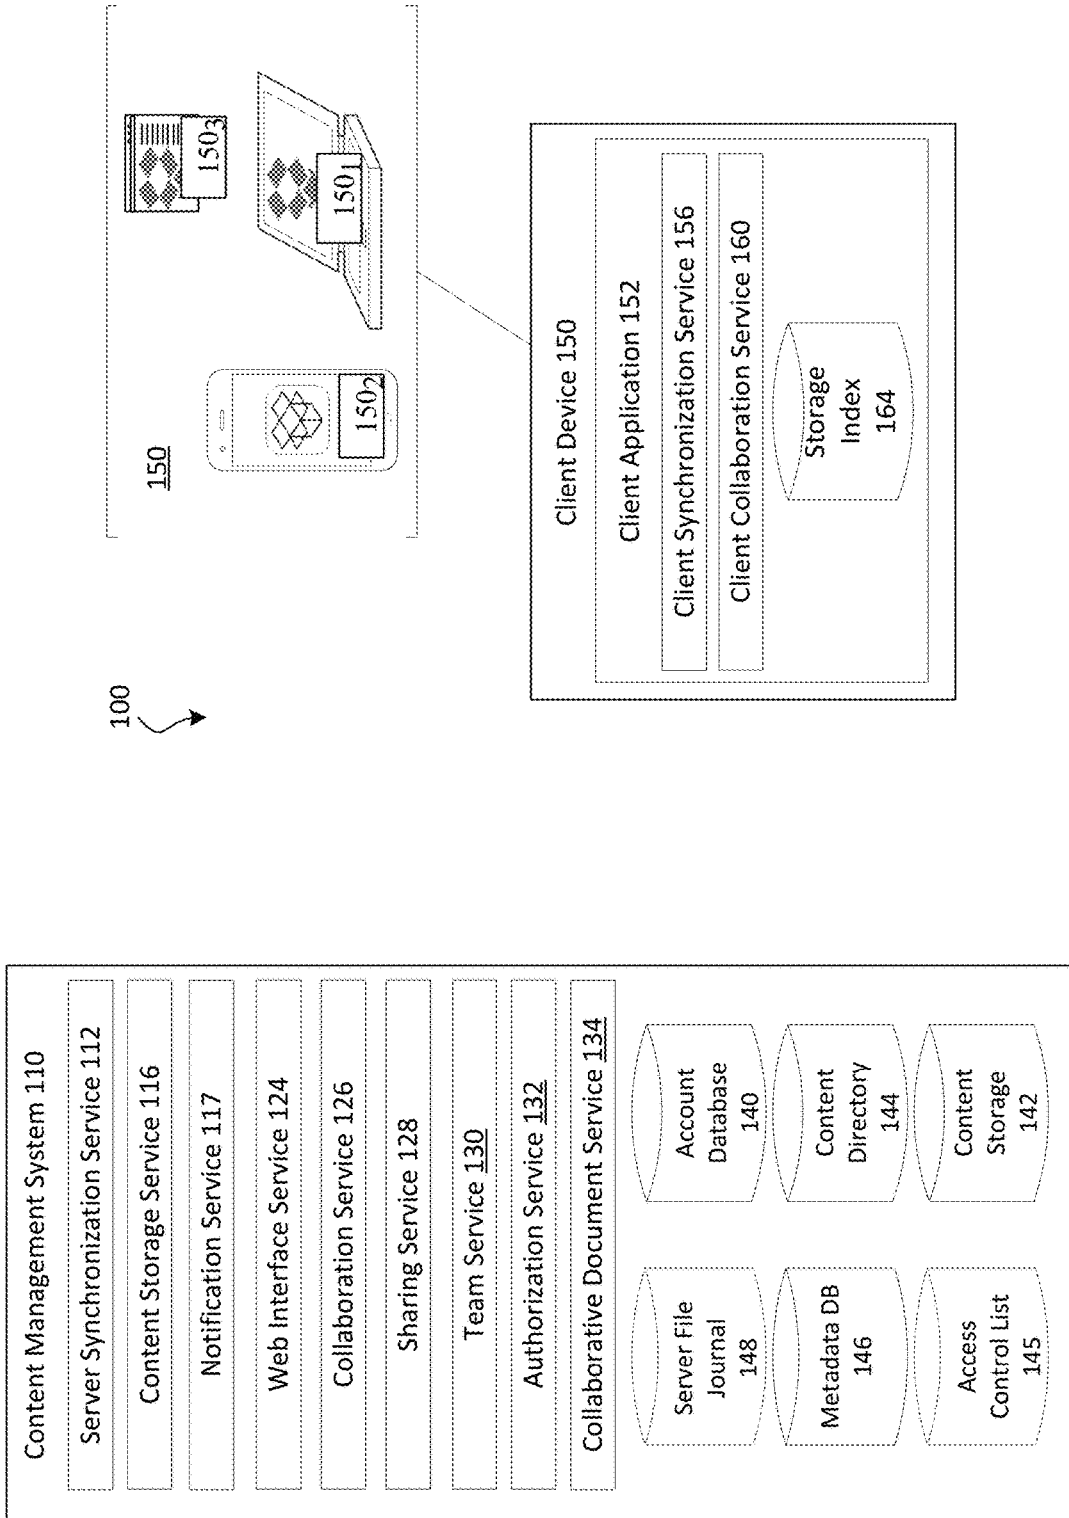 Content Management System 110
Server Synchronization Service 112
Content Storage Service 116
Notification Service 117
Web Interface Service 124
Collaboration Service 126
Sharing Service 128
Team Service 130
Authorization Service 132
Collaborative Document Service 134
Server File
Journal
148
Account
Database
140
Metadata DB
146
Content
Directory
144
Access
Control List
145
Content
Storage
142
100
150
150₂
150₁
150₃
Client Device 150
Client Application 152
Client Synchronization Service 156
Client Collaboration Service 160
Storage
Index
164